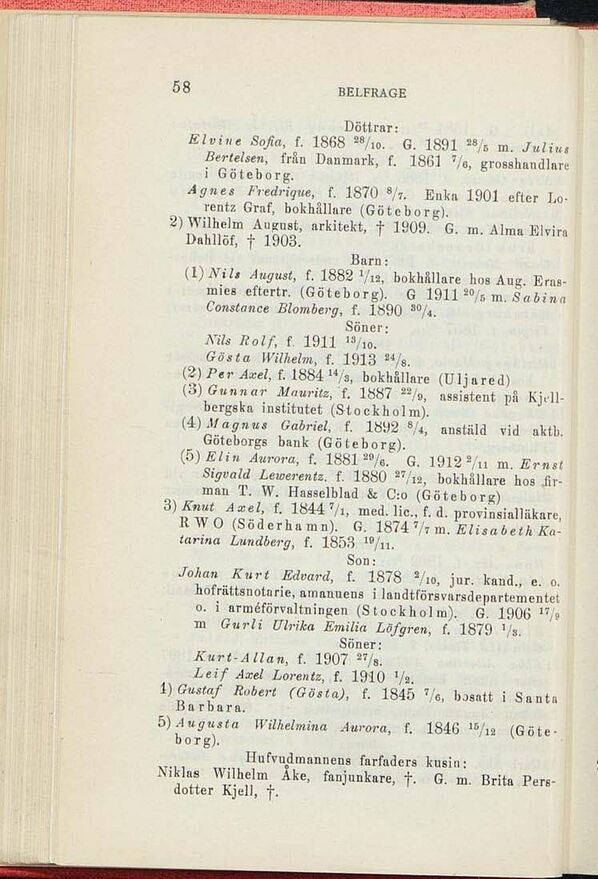 58
BELFRAGE
Döttrar:
Elvine Sofia, f. 1868 28/10. G. 1891 28/5 m. Julius
Bertelsen, från Danmark, f. 1861 7/6, grosshandlare
i Göteborg.
Agnes Fredrique, f. 1870 8/7. Enka 1901 efter Lo-
rentz Graf, bokhållare (Göteborg).
2) Wilhelm August, arkitekt, † 1909. G. m. Alma Elvira
Dahllöf, † 1903.
Barn:
(1) Nils August, f. 1882 1/12, bokhållare hos Aug. Eras-
mies eftertr. (Göteborg). G 1911 20/5 m. Sabina
Constance Blomberg, f. 1890 30/4.
Söner:
Nils Rolf, f. 1911 13/10.
Gösta Wilhelm, f. 1913 24/8.
(2) Per Axel, f. 1884 14/3, bokhållare (Uljared)
(3) Gunnar Mauritz, f. 1887 22/9, assistent på Kjell-
bergska institutet (Stockholm).
(4) Magnus Gabriel, f. 1892 8/4, anstäld vid aktb.
Göteborgs bank (Göteborg).
(5) Elin Aurora, f. 1881 29/6. G. 1912 2/11 m. Ernst
Sigvald Lewerentz. f. 1880 27/12, bokhållare hos fir-
man T. W. Hasselblad & C:o (Göteborg)
3) Knut Axel, f. 1844 7/1, med. lic., f. d. provinsialläkare,
RWO (Söderhamn). G. 1874 7/7 m. Elisabeth Ka-
tarina Lundberg, f. 1853 19/11.
Son:
Johan Kurt Edvard, f. 1878 2/10, jur. kand., e. o.
hofrättsnotarie, amanuens i landtförsvarsdepartementet
o. i arméförvaltningen (Stockholm). G. 1906 17/9
m Gurli Ulrika Emilia Löfgren, f. 1879 1/3.
Söner:
Kurt-Allan, f. 1907 27/8.
Leif Axel Lorentz, f. 1910 1/2.
4) Gustaf Robert (Gösta), f. 1845 7/6, bosatt i Santa
Barbara.
5) Augusta Wilhelmina Aurora, f. 1846 15/12 (Göte-
borg).
Hufvudmannens farfaders kusin:
Niklas Wilhelm Åke, fanjunkare, †. G. m. Brita Pers-
dotter Kjell, †.